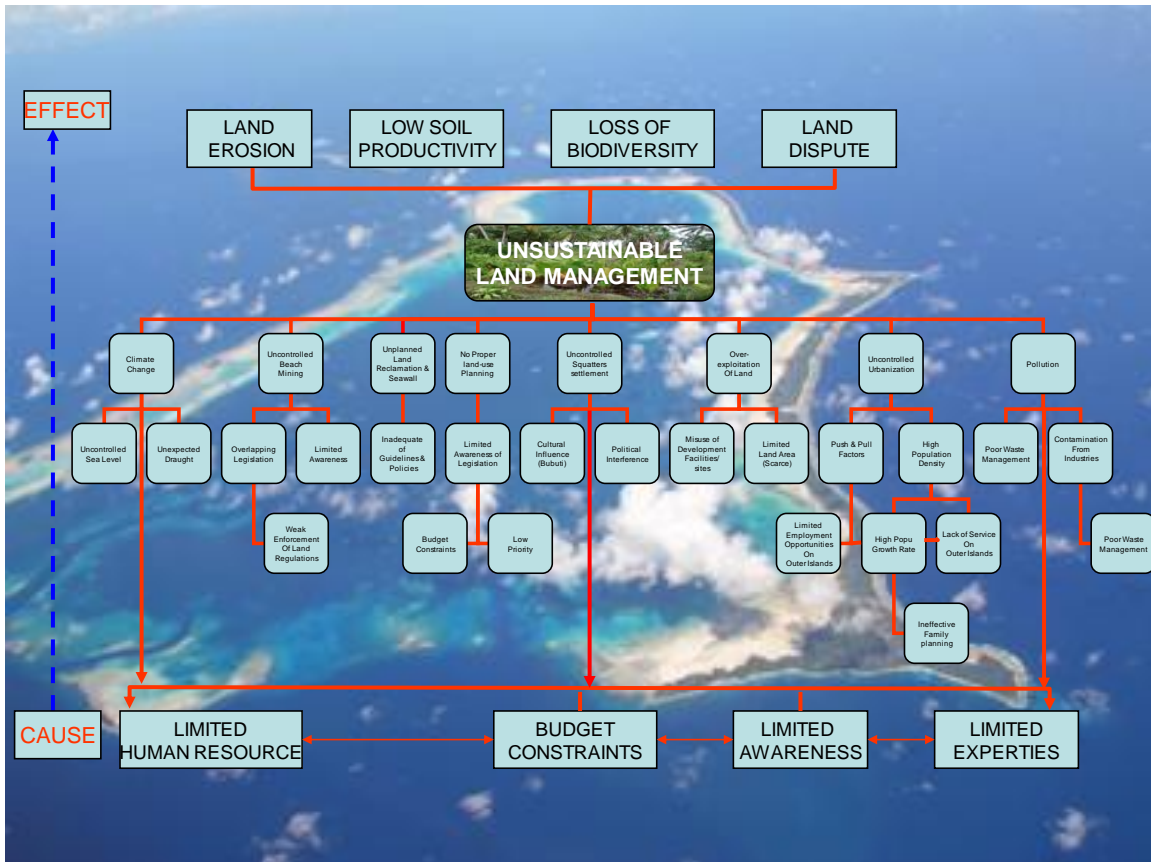 EFFECT
LAND
EROSION
LOW SOIL
PRODUCTIVITY
LOSS OF
BIODIVERSITY
LAND
DISPUTE
UNSUSTAINABLE
LAND MANAGEMENT
Climate
Change
Uncontrolled
Beach
Mining
Unplanned
Land
Reclamation &
Seawall
No Proper
land-use
Planning
Uncontrolled
Squatters
settlement
Over-
exploitation
Of Land
Uncontrolled
Urbanization
Pollution
Uncontrolled
Sea Level
Unexpected
Draught
Overlapping
Legislation
Limited
Awareness
Inadequate
of
Guidelines &
Policies
Limited
Awareness of
Legislation
Cultural
Influence
(Bubuti)
Political
Interference
Misuse of
Development
Facilities/
sites
Limited
Land Area
(Scarce)
Push & Pull
Factors
High
Population
Density
Poor Waste
Management
Contamination
From
Industries
Weak
Enforcement
Of Land
Regulations
Budget
Constraints
Low
Priority
Limited
Employment
Opportunities
On
Outer Islands
High Popu
Growth Rate
Lack of Service
On
Outer Islands
Poor Waste
Management
Ineffective
Family
planning
CAUSE
LIMITED
HUMAN RESOURCE
BUDGET
CONSTRAINTS
LIMITED
AWARENESS
LIMITED
EXPERTIES